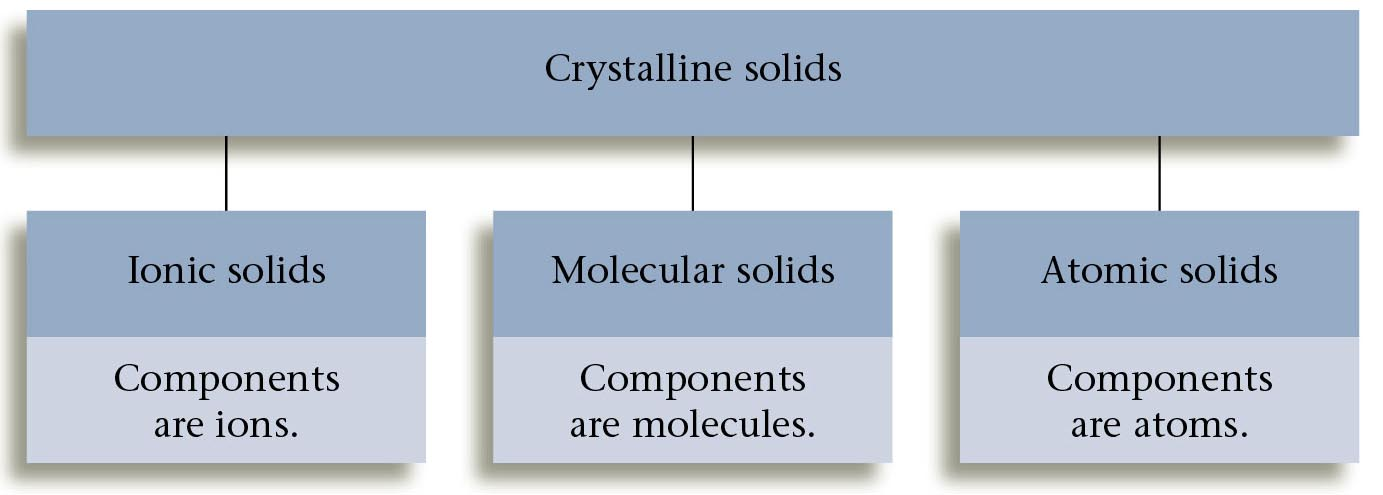 Crystalline solids
Ionic solids
Components
are ions.
Molecular solids
Components
are molecules.
Atomic solids
Components
are atoms.